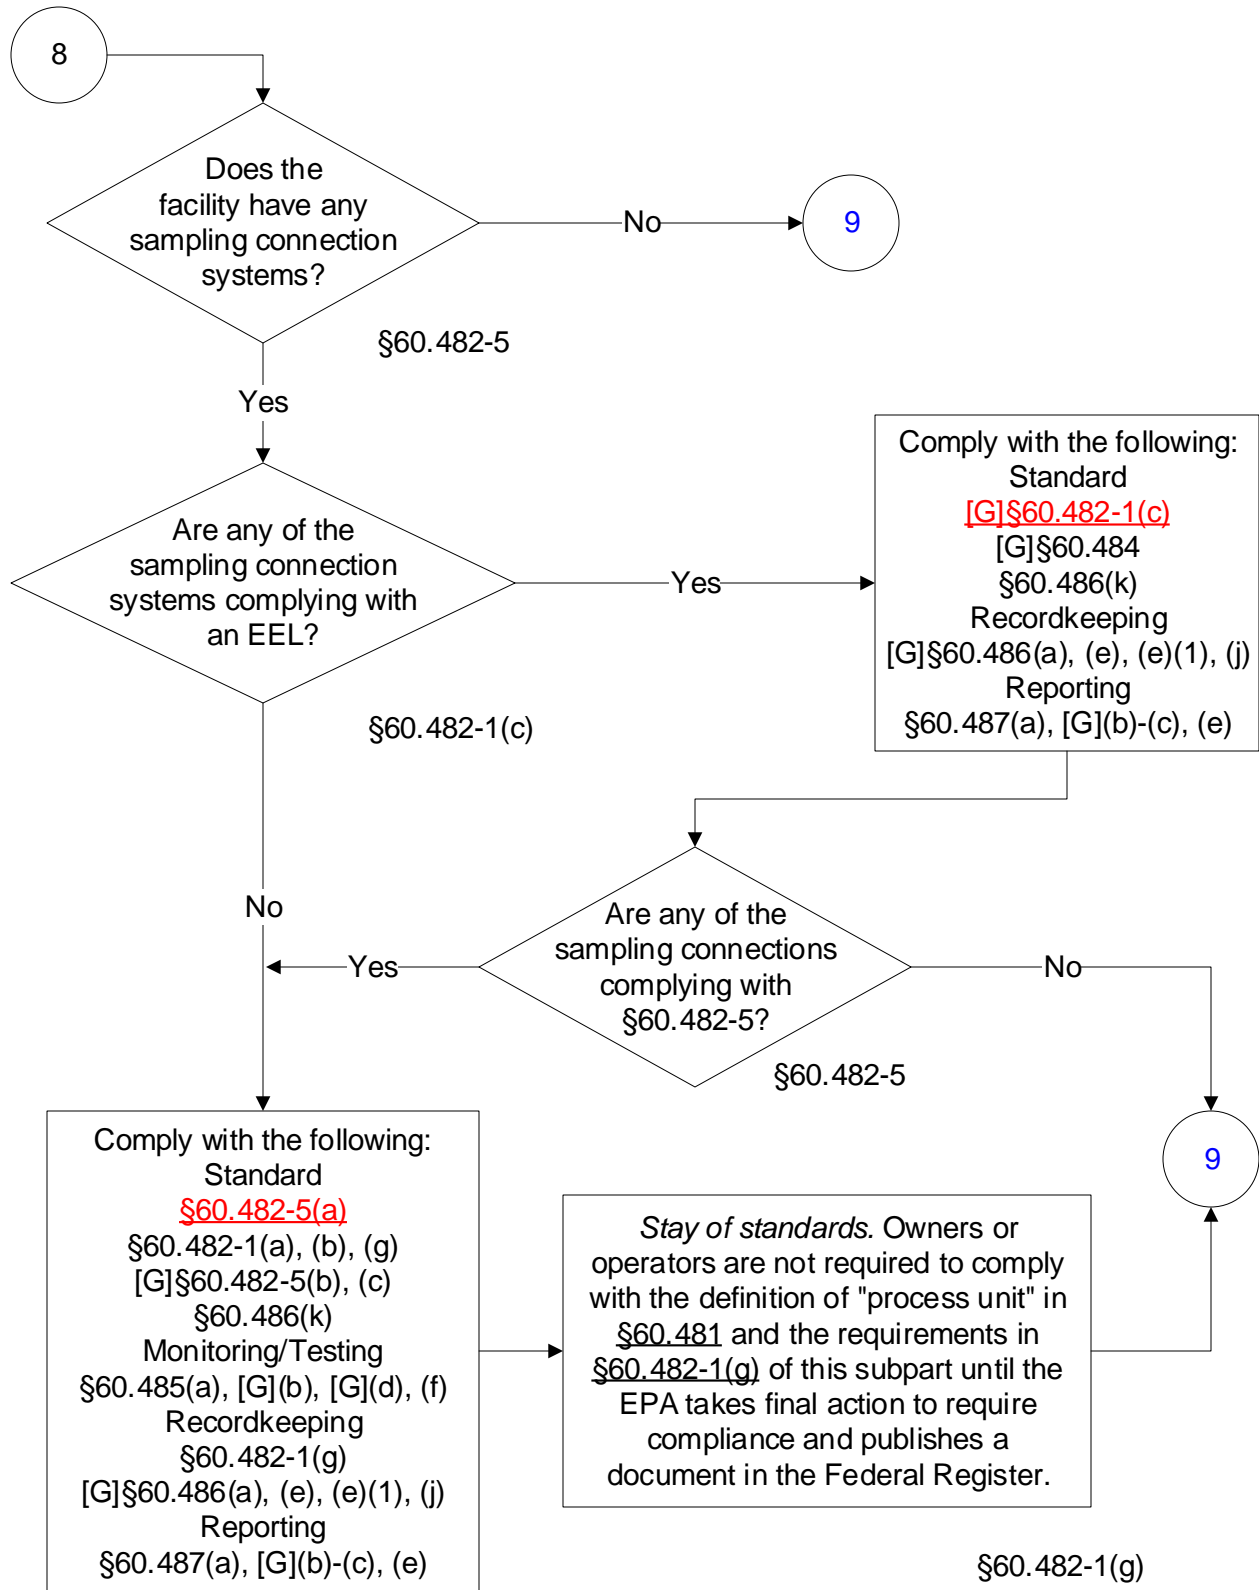 8
Does the
facility have any
sampling connection
systems?
No
9
§60.482-5
Yes
Are any of the
sampling connection
systems complying with
an EEL?
Yes
§60.482-1(c)
Comply with the following:
Standard
[G]§60.482-1(c)
[G]§60.484
§60.486(k)
Recordkeeping
[G]§60.486(a), (e), (e)(1), (j)
Reporting
§60.487(a), [G](b)-(c), (e)
No
Are any of the
sampling connections
complying with
§60.482-5?
Yes
No
§60.482-5
9
Comply with the following:
Standard
§60.482-5(a)
§60.482-1(a), (b), (g)
[G]§60.482-5(b), (c)
§60.486(k)
Monitoring/Testing
§60.485(a), [G](b), [G](d), (f)
Recordkeeping
§60.482-1(g)
[G]§60.486(a), (e), (e)(1), (j)
Reporting
§60.487(a), [G](b)-(c), (e)
Stay of standards. Owners or
operators are not required to comply
with the definition of "process unit" in
§60.481 and the requirements in
§60.482-1(g) of this subpart until the
EPA takes final action to require
compliance and publishes a
document in the Federal Register.
§60.482-1(g)